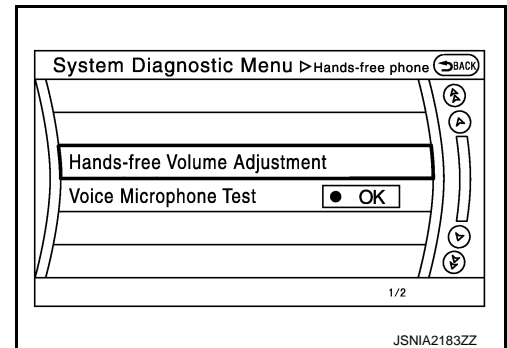 System Diagnostic Menu ▷Hands-free phone BACK
Hands-free Volume Adjustment
Voice Microphone Test ● OK
1/2
JSNIA2183ZZ